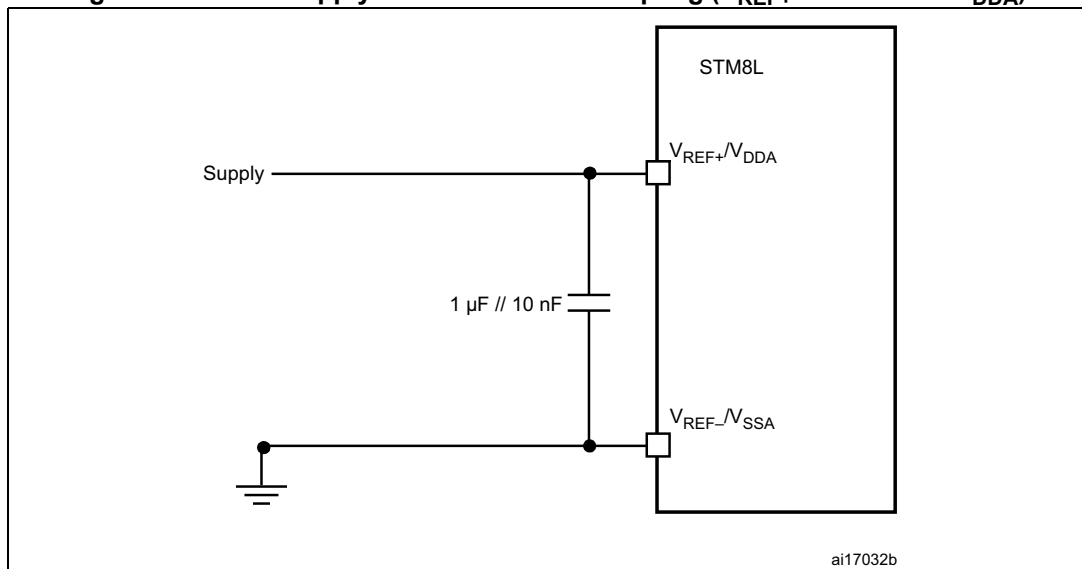 STM8L
VREF+/VDDA
Supply
1 µF // 10 nF
VREF–/VSSA
ai17032b